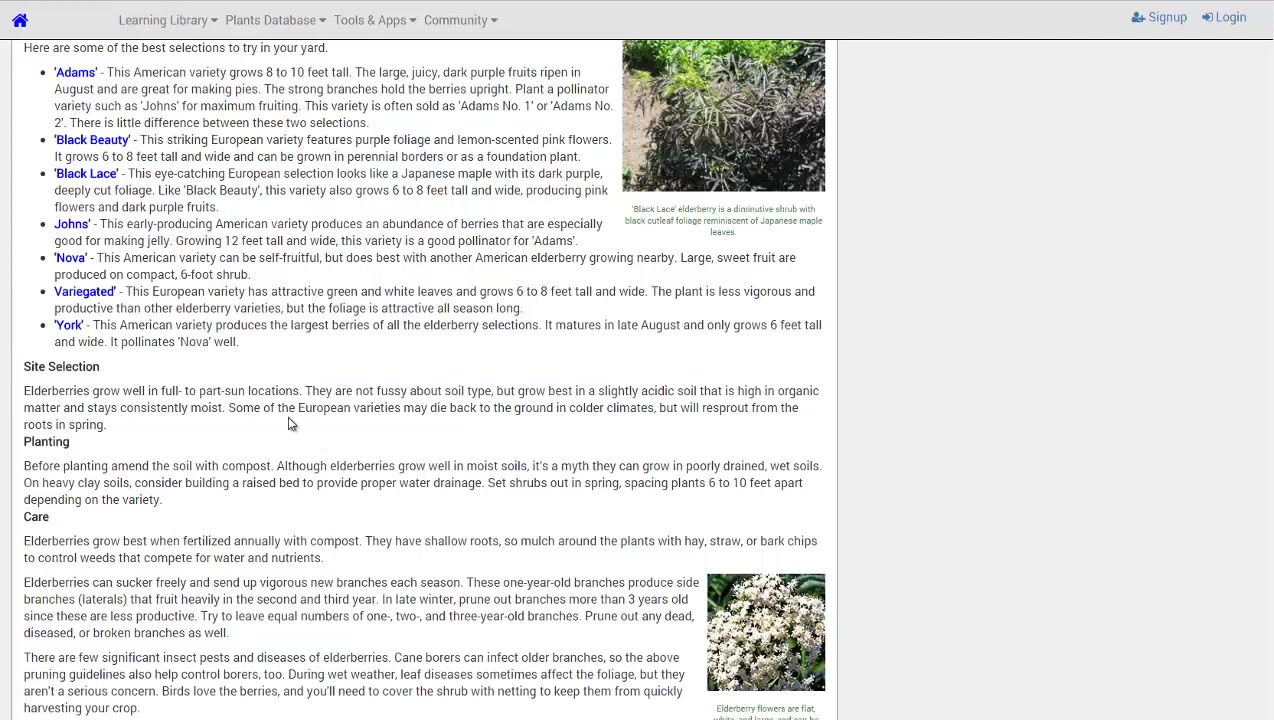 Learning Library Plants Database Tools & Apps Community Signup Login
Here are some of the best selections to try in your yard.
'Adams' - This American variety grows 8 to 10 feet tall. The large, juicy, dark purple fruits ripen in
August and are great for making pies. The strong branches hold the berries upright. Plant a pollinator
variety such as 'Johns' for maximum fruiting. This variety is often sold as 'Adams No. 1' or 'Adams No.
2'. There is little difference between these two selections.
'Black Beauty' - This striking European variety features purple foliage and lemon-scented pink flowers.
It grows 6 to 8 feet tall and wide and can be grown in perennial borders or as a foundation plant.
'Black Lace' - This eye-catching European selection looks like a Japanese maple with its dark purple,
deeply cut foliage. Like 'Black Beauty', this variety also grows 6 to 8 feet tall and wide, producing pink
flowers and dark purple fruits.
'Black Lace' elderberry is a diminutive shrub with
black cutleaf foliage reminiscent of Japanese maple
leaves.
Johns' - This early-producing American variety produces an abundance of berries that are especially
good for making jelly. Growing 12 feet tall and wide, this variety is a good pollinator for 'Adams'.
'Nova' - This American variety can be self-fruitful, but does best with another American elderberry growing nearby. Large, sweet fruit are
produced on compact, 6-foot shrub.
Variegated' - This European variety has attractive green and white leaves and grows 6 to 8 feet tall and wide. The plant is less vigorous and
productive than other elderberry varieties, but the foliage is attractive all season long.
'York' - This American variety produces the largest berries of all the elderberry selections. It matures in late August and only grows 6 feet tall
and wide. It pollinates 'Nova' well.
Site Selection
Elderberries grow well in full- to part-sun locations. They are not fussy about soil type, but grow best in a slightly acidic soil that is high in organic
matter and stays consistently moist. Some of the European varieties may die back to the ground in colder climates, but will resprout from the
roots in spring.
Planting
Before planting amend the soil with compost. Although elderberries grow well in moist soils, it's a myth they can grow in poorly drained, wet soils.
On heavy clay soils, consider building a raised bed to provide proper water drainage. Set shrubs out in spring, spacing plants 6 to 10 feet apart
depending on the variety.
Care
Elderberries grow best when fertilized annually with compost. They have shallow roots, so mulch around the plants with hay, straw, or bark chips
to control weeds that compete for water and nutrients.
Elderberries can sucker freely and send up vigorous new branches each season. These one-year-old branches produce side
branches (laterals) that fruit heavily in the second and third year. In late winter, prune out branches more than 3 years old
since these are less productive. Try to leave equal numbers of one-, two-, and three-year-old branches. Prune out any dead,
diseased, or broken branches as well.
There are few significant insect pests and diseases of elderberries. Cane borers can infect older branches, so the above
pruning guidelines also help control borers, too. During wet weather, leaf diseases sometimes affect the foliage, but they
aren't a serious concern. Birds love the berries, and you'll need to cover the shrub with netting to keep them from quickly
harvesting your crop.
Elderberry flowers are flat,
white, and large, and can be